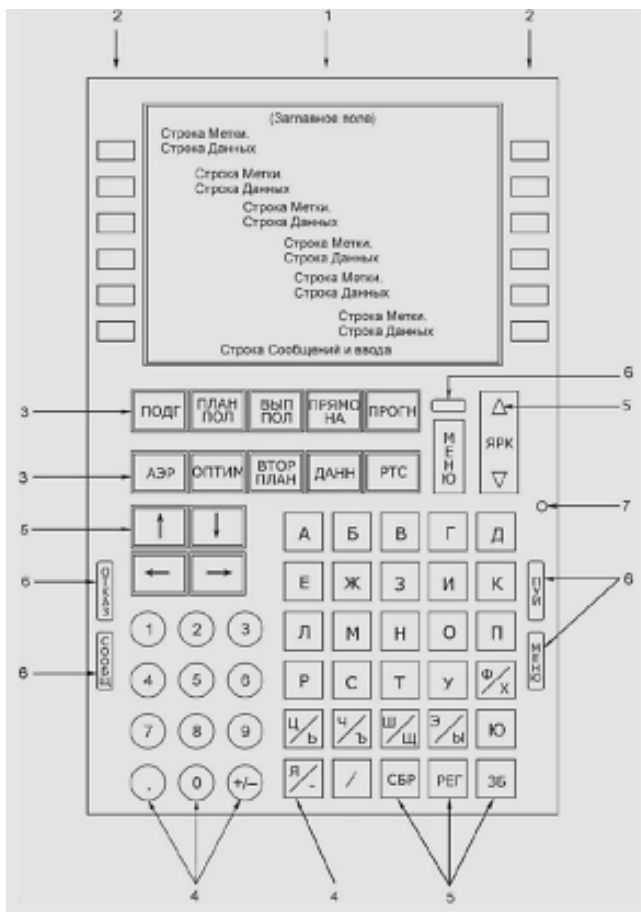 2 1 2
(Заглавное поле)
Строка Метки.
Строка Данных
Строка Метки.
Строка Данных
Строка Метки.
Строка Данных
Строка Метки.
Строка Данных
Строка Метки.
Строка Данных
Строка Метки.
Строка Данных
Строка Сообщений и ввода
6
3 ПОДГ ПЛАН ПОЛ ВЫП ПОЛ ПРЯМО НА ПРОГН МЕНЮ ЯРК 5
3 АЭР ОПТИМ ВТОР ПЛАН ДАНН РТС
7
5 А Б В Г Д
6 ОТКАЗ Е Ж З И К ПУИ 6
1 2 3 Л М Н О П
6 СООБЩ 4 5 6 Р С Т У Ф/Х МЕНЮ
7 8 9 Ц/Ь Ч/Ъ Ш/Щ Э/Ы Ю
. 0 +/- Я/- / СБР РЕГ ЗБ
4 4 5